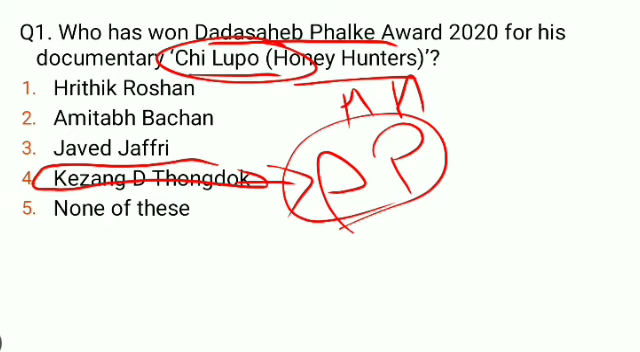 Q1. Who has won Dadasaheb Phalke Award 2020 for his
documentary ‘Chi Lupo (Honey Hunters)’?
1. Hrithik Roshan
2. Amitabh Bachan
3. Javed Jaffri
4. Kezang D Thongdok
5. None of these